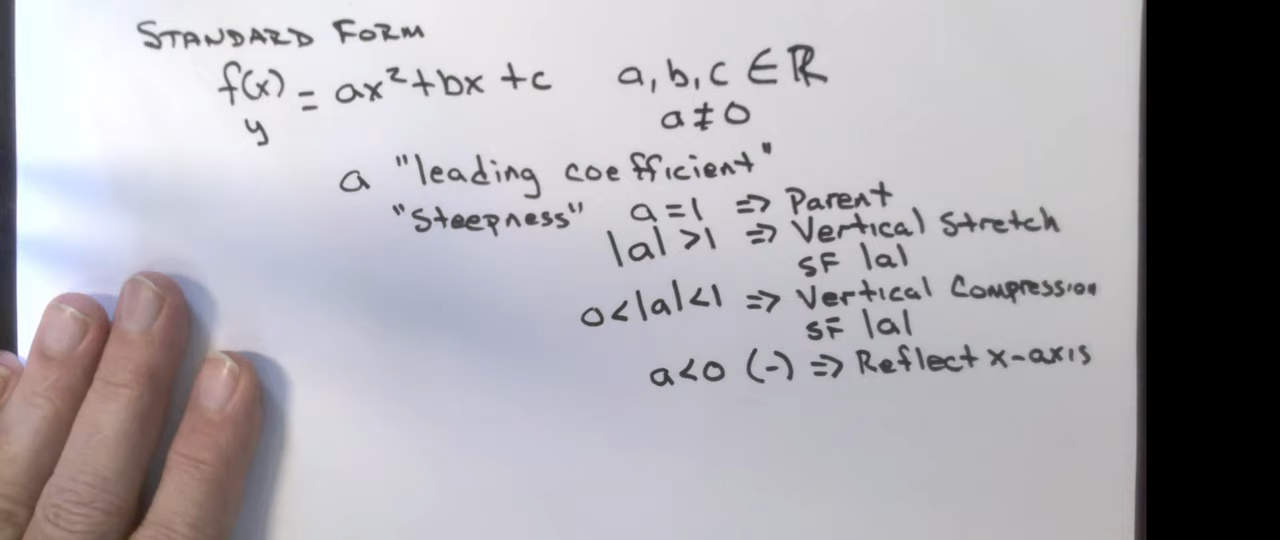 STANDARD FORM
f(x) = ax²+bx+c a, b, c ∈ ℝ
y a≠0
a "leading coefficient"
"Steepness" a=1 => Parent
|a|>1 => Vertical Stretch
SF |a|
0<|a|<1 => Vertical Compression
SF |a|
a<0 (-) => Reflect x-axis